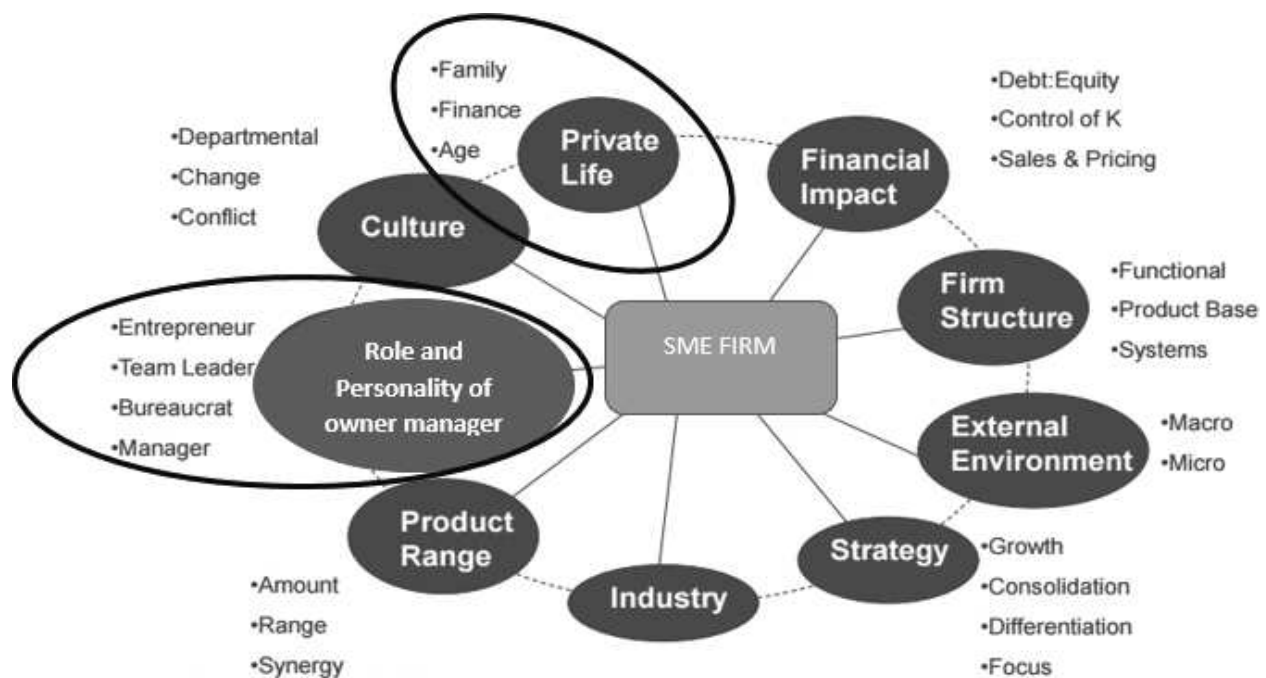 •Family
•Finance
•Age
Private
Life
•Debt:Equity
•Control of K
•Sales & Pricing
Financial
Impact
•Departmental
•Change
•Conflict
Culture
Firm
Structure
•Functional
•Product Base
•Systems
SME FIRM
•Entrepreneur
•Team Leader
•Bureaucrat
•Manager
Role and
Personality of
owner manager
External
Environment
•Macro
•Micro
Product
Range
•Amount
•Range
•Synergy
Industry
Strategy
•Growth
•Consolidation
•Differentiation
•Focus